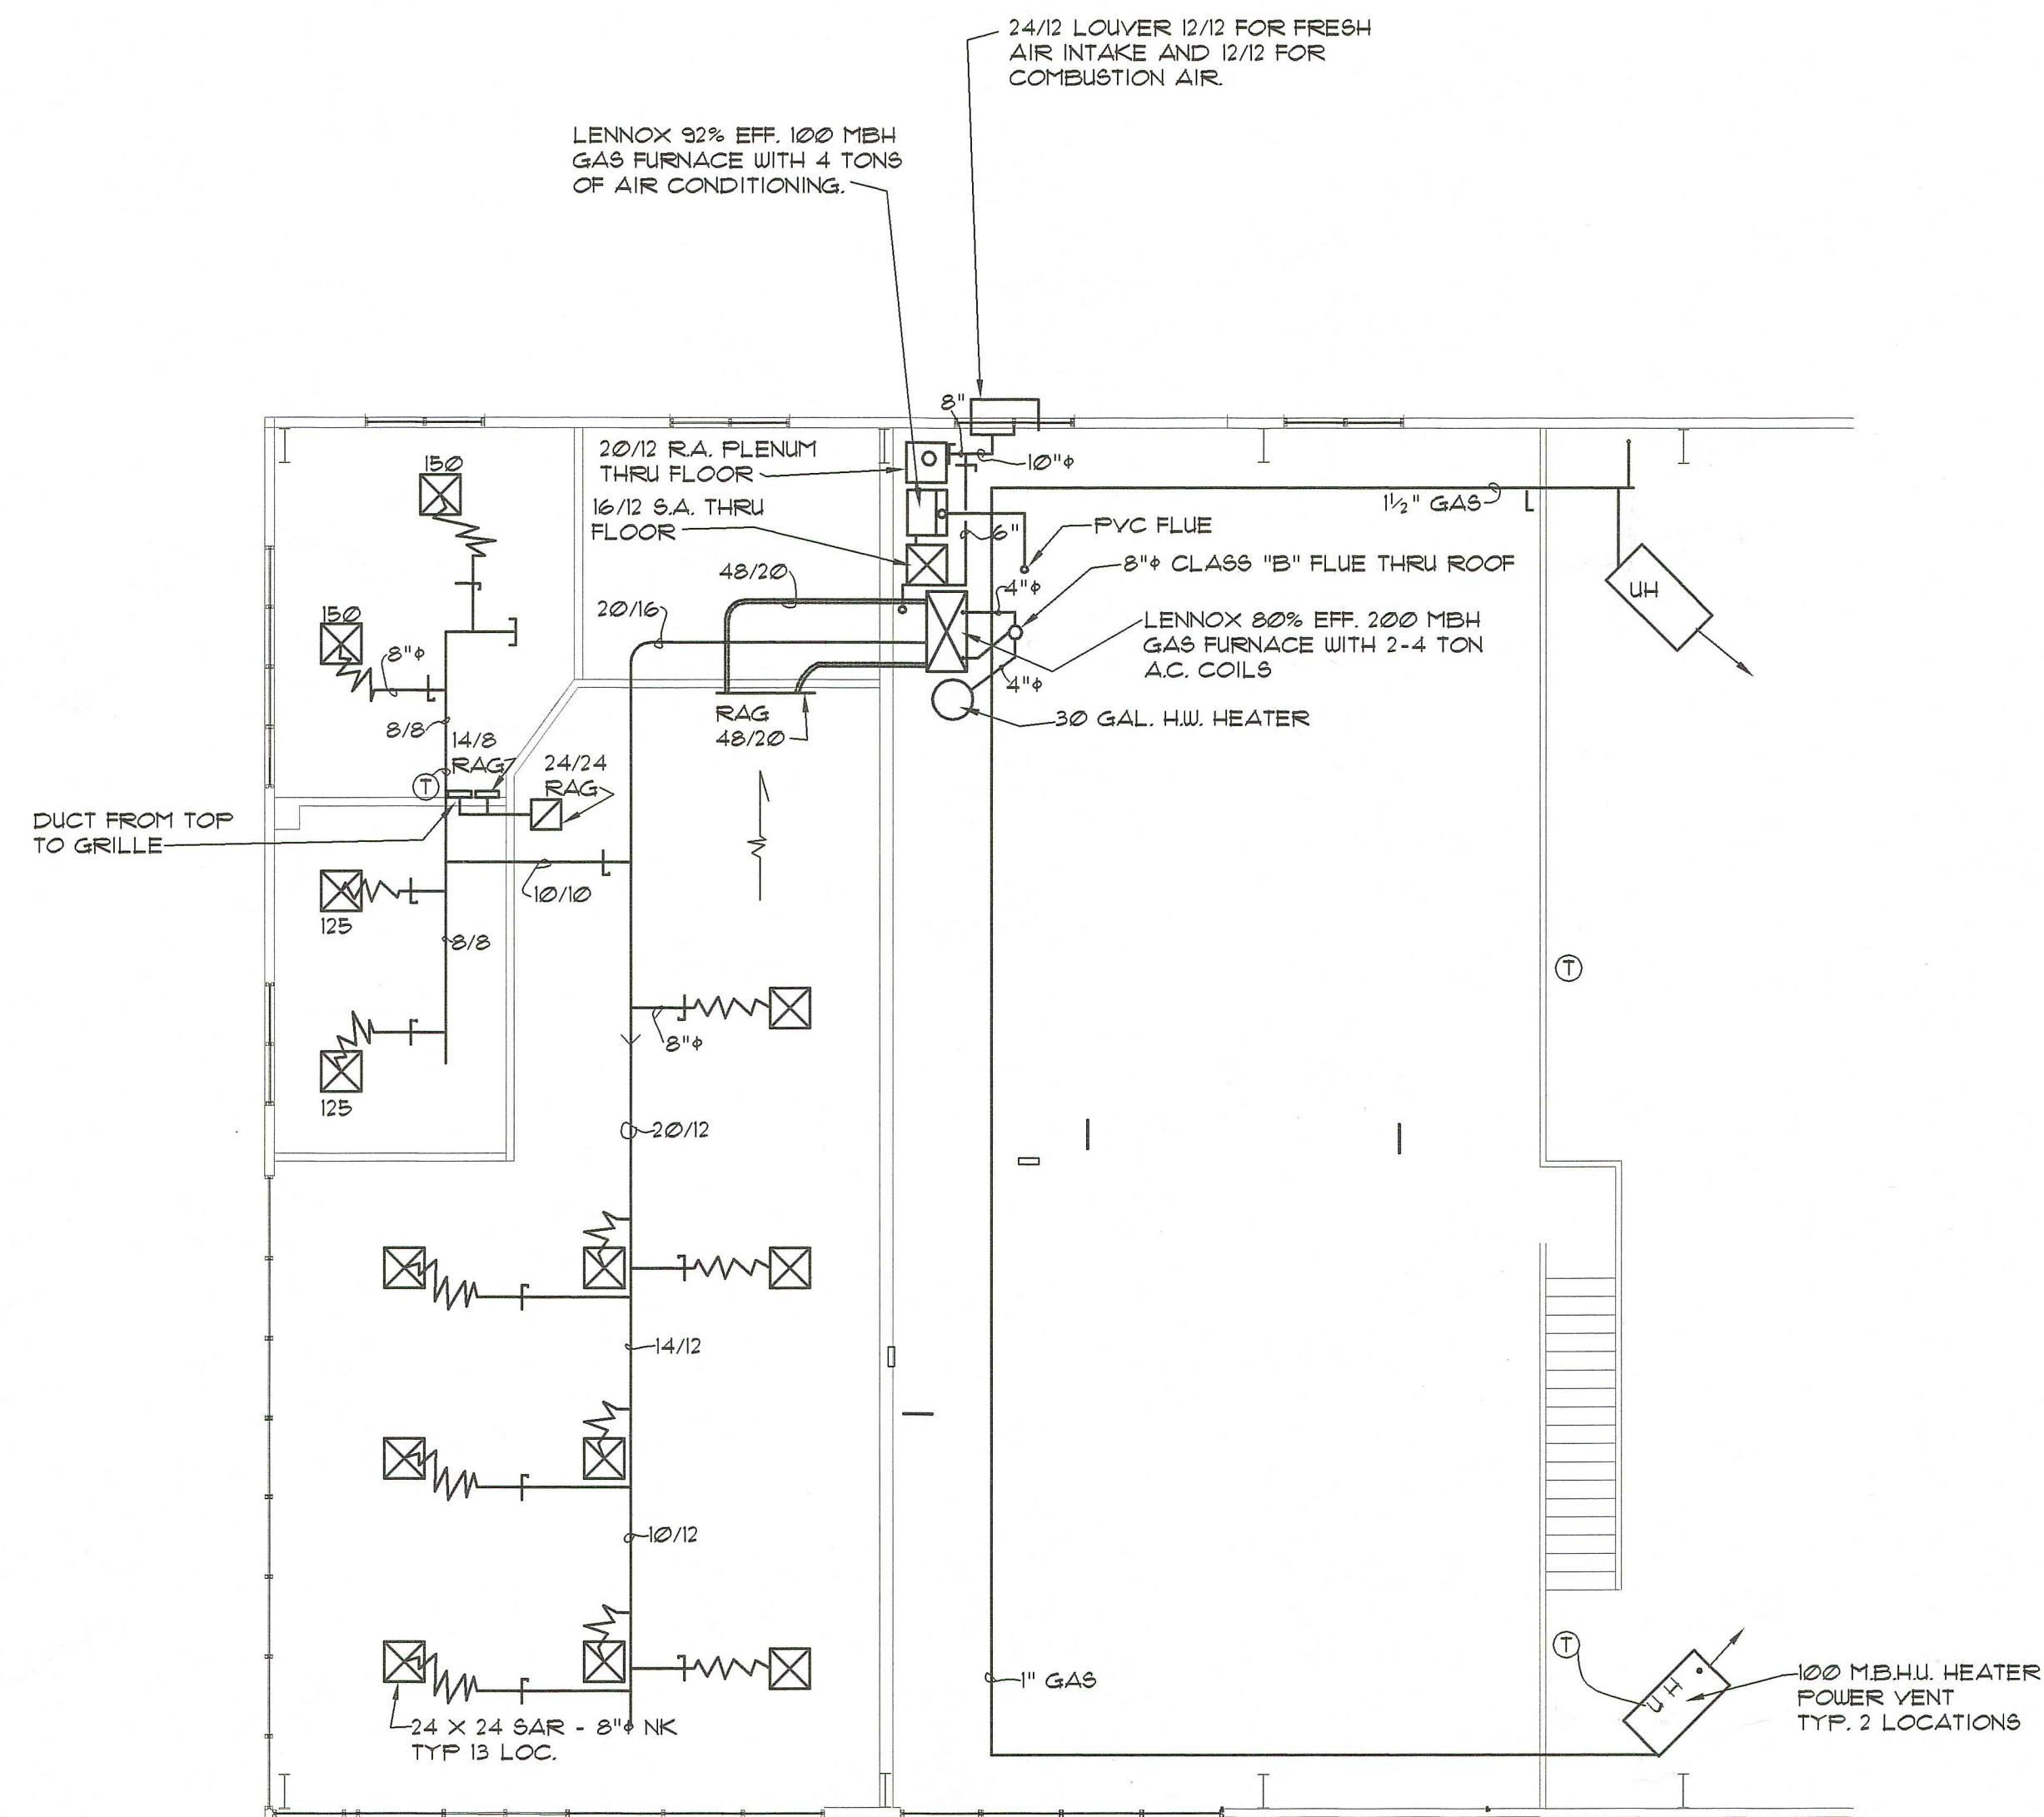 24/12 LOUVER 12/12 FOR FRESH
AIR INTAKE AND 12/12 FOR
COMBUSTION AIR.
LENNOX 92% EFF. 100 MBH
GAS FURNACE WITH 4 TONS
OF AIR CONDITIONING.
8"
20/12 R.A. PLENUM
THRU FLOOR
10"ϕ
150
16/12 S.A. THRU
FLOOR
6"
PVC FLUE
1½" GAS
8"ϕ CLASS "B" FLUE THRU ROOF
48/20
4"ϕ
UH
20/16
150
LENNOX 80% EFF. 200 MBH
GAS FURNACE WITH 2-4 TON
A.C. COILS
8"ϕ
4"ϕ
30 GAL. H.W. HEATER
RAG
48/20
8/8
14/8
RAG
24/24
RAG
T
DUCT FROM TOP
TO GRILLE
10/10
125
8/8
T
8"ϕ
125
20/12
14/12
10/12
T
1" GAS
UH
100 M.B.H.U. HEATER
POWER VENT
TYP. 2 LOCATIONS
24 X 24 SAR - 8"ϕ NK
TYP 13 LOC.